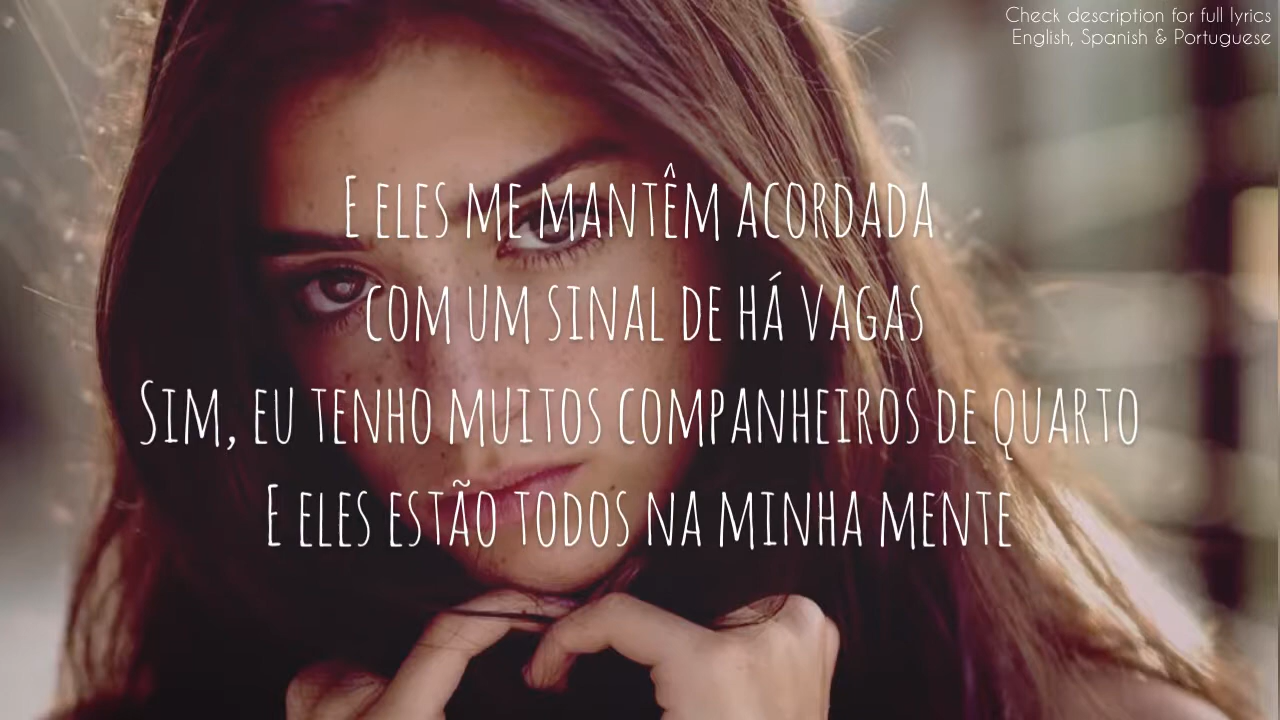 Check description for full lyrics
English, Spanish & Portuguese
E eles me mantêm acordada
com um sinal de há vagas
Sim, eu tenho muitos companheiros de quarto
E eles estão todos na minha mente